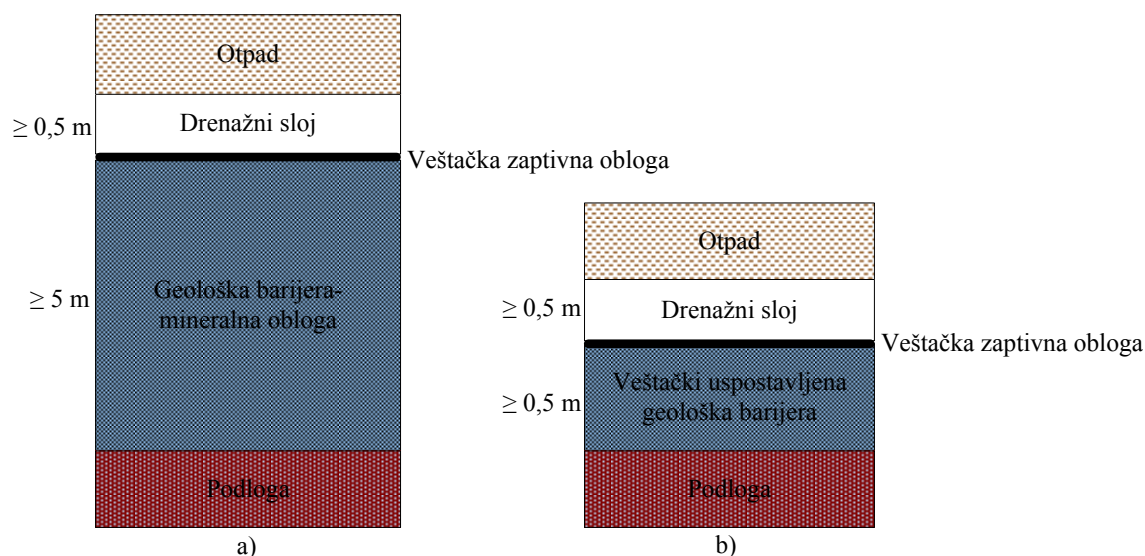 Otpad
≥ 0,5 m
Drenažni sloj
Veštačka zaptivna obloga
≥ 5 m
Geološka barijera-
mineralna obloga
Podloga
a)
Otpad
≥ 0,5 m
Drenažni sloj
Veštačka zaptivna obloga
≥ 0,5 m
Veštački uspostavljena
geološka barijera
Podloga
b)